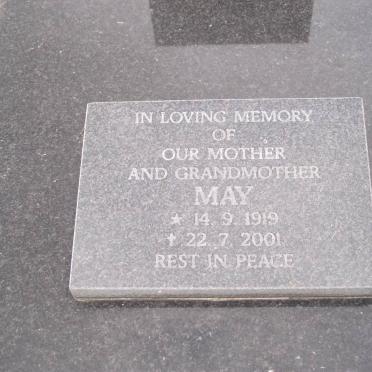 IN LOVING MEMORY
OF
OUR MOTHER
AND GRANDMOTHER
MAY
★ 14. 9. 1919
✝ 22. 7. 2001
REST IN PEACE